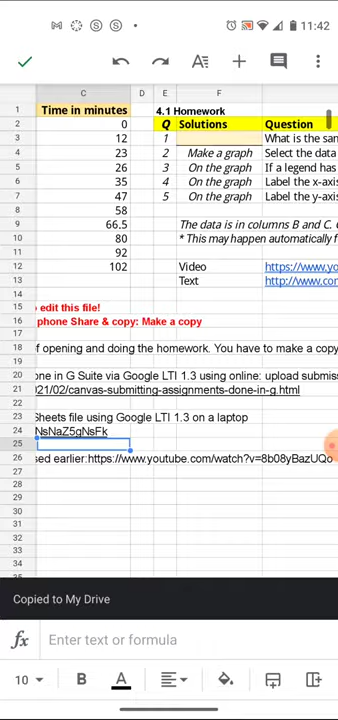 11:42
C D E F
1 Time in minutes 4.1 Homework
2 0 Q Solutions Question
3 12 1 What is the san
4 23 2 Make a graph Select the data
5 26 3 On the graph If a legend has
6 35 4 On the graph Label the x-axis
7 47 5 On the graph Label the y-axis
8 58
9 66.5 The data is in columns B and C. C
10 80 * This may happen automatically f
11 92
12 102 Video https://www.yo
13 Text http://www.con
14
15 o edit this file!
16 phone Share & copy: Make a copy
17
18 of opening and doing the homework. You have to make a copy
19
20 one in G Suite via Google LTI 1.3 using online: upload submiss
21 021/02/canvas-submitting-assignments-done-in-g.html
22
23 Sheets file using Google LTI 1.3 on a laptop
24 NsNaZ5gNsFk
25
26 sed earlier:https://www.youtube.com/watch?v=8b08yBazUQo
27
28
29
30
31
32
33
34
35
Copied to My Drive
fx Enter text or formula
10 B A